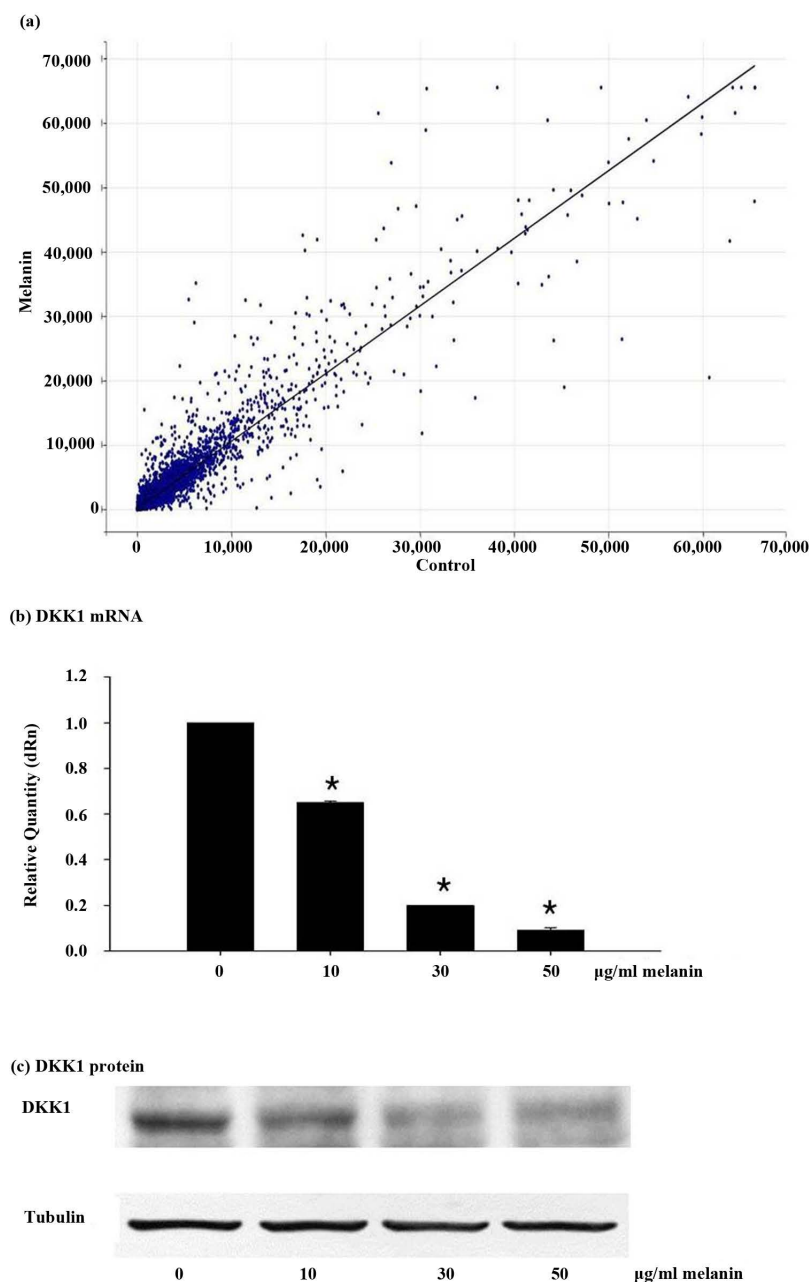 (a)
70,000
60,000
50,000
40,000
30,000
20,000
10,000
0
Melanin
0 10,000 20,000 30,000 40,000 50,000 60,000 70,000
Control
(b) DKK1 mRNA
1.2
1.0
0.8
0.6
0.4
0.2
0.0
Relative Quantity (dRn)
*
*
*
0 10 30 50 µg/ml melanin
(c) DKK1 protein
DKK1
Tubulin
0 10 30 50 µg/ml melanin